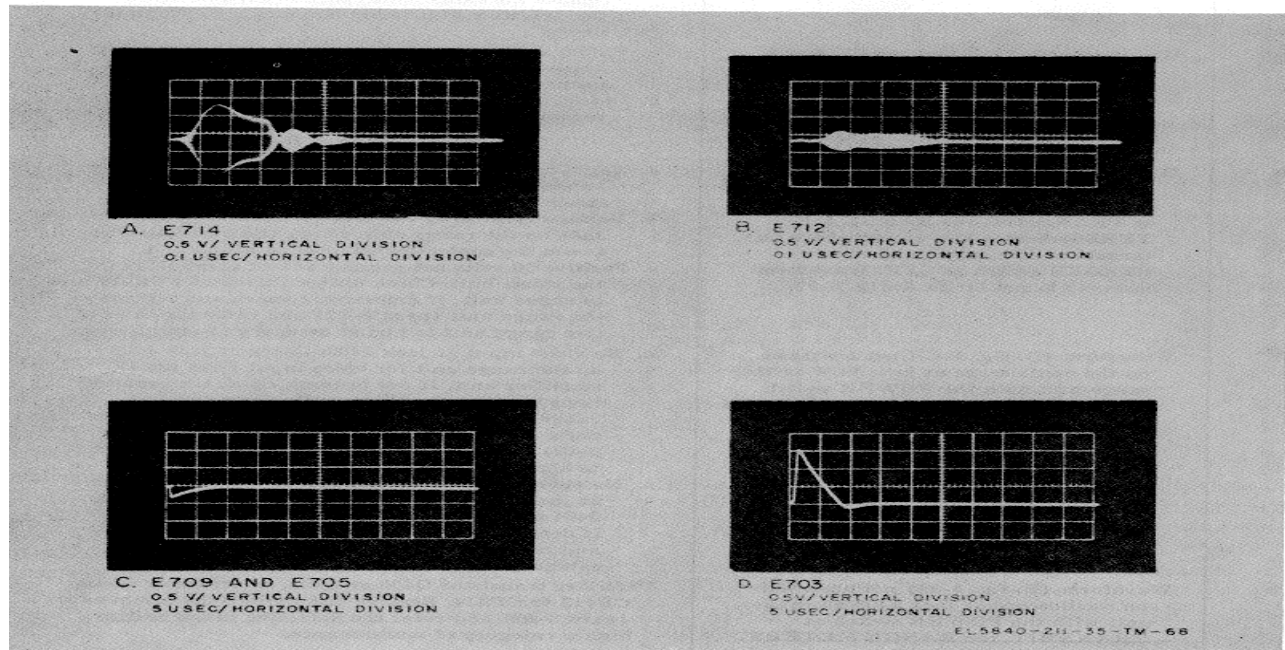 A. E714
0.5 V/VERTICAL DIVISION
0.1 USEC/HORIZONTAL DIVISION
B. E712
0.5 V/VERTICAL DIVISION
0.1 USEC/HORIZONTAL DIVISION
C. E709 AND E705
0.5 V/VERTICAL DIVISION
5 USEC/HORIZONTAL DIVISION
D. E703
0.5V/VERTICAL DIVISION
5 USEC/HORIZONTAL DIVISION
EL5840-211-35-TM-68